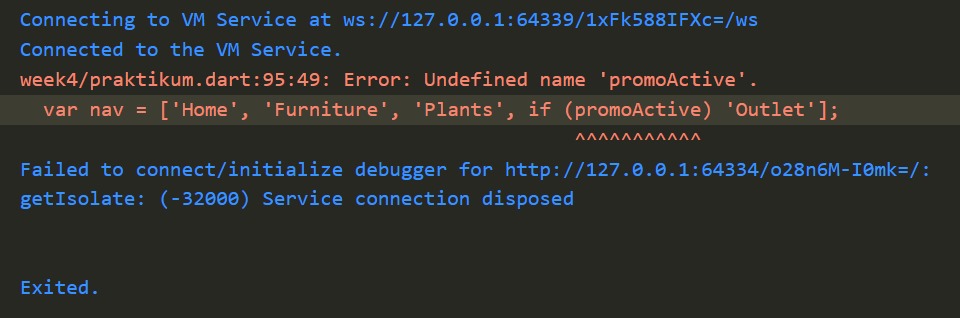 Connecting to VM Service at ws://127.0.0.1:64339/1xFk588IFXc=/ws
Connected to the VM Service.
week4/praktikum.dart:95:49: Error: Undefined name 'promoActive'.
  var nav = ['Home', 'Furniture', 'Plants', if (promoActive) 'Outlet'];
                                                ^^^^^^^^^^^
Failed to connect/initialize debugger for http://127.0.0.1:64334/o28n6M-I0mk=/:
getIsolate: (-32000) Service connection disposed
Exited.